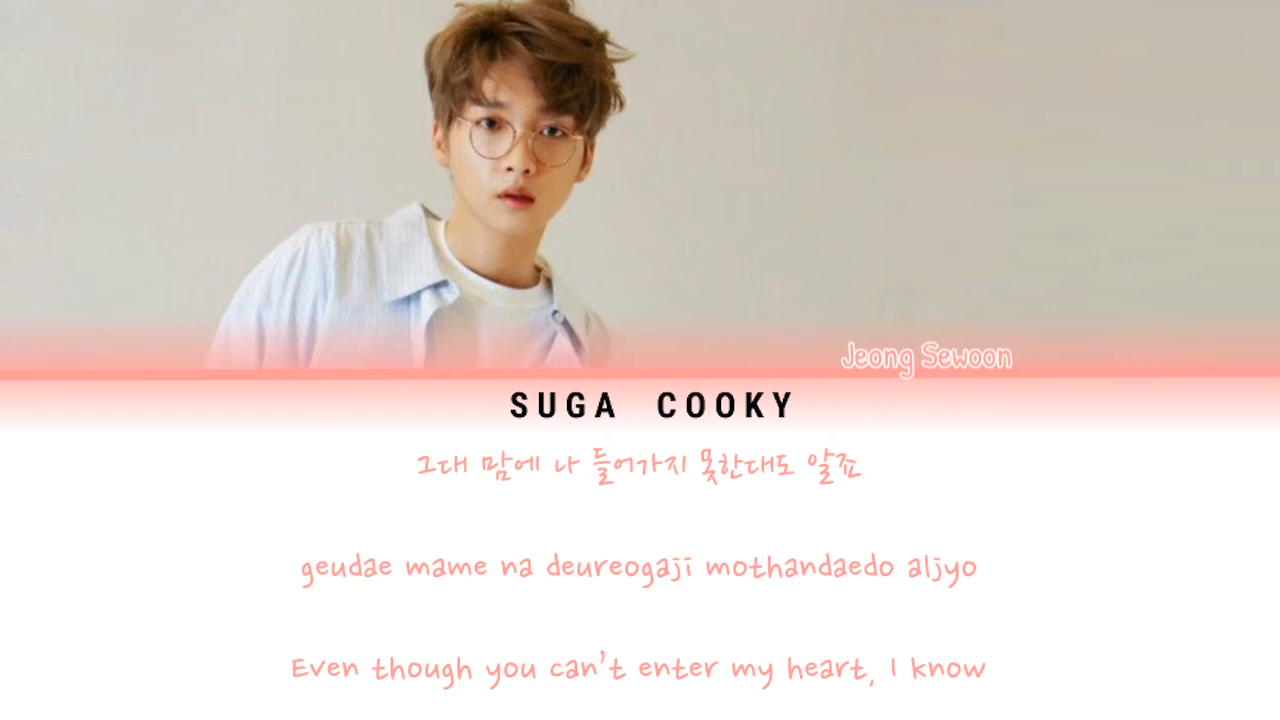 Jeong Sewoon
SUGA COOKY
그대 맘에 나 들어가지 못한대도 알죠
geudae mame na deureogaji mothandaedo aljyo
Even though you can't enter my heart, I know